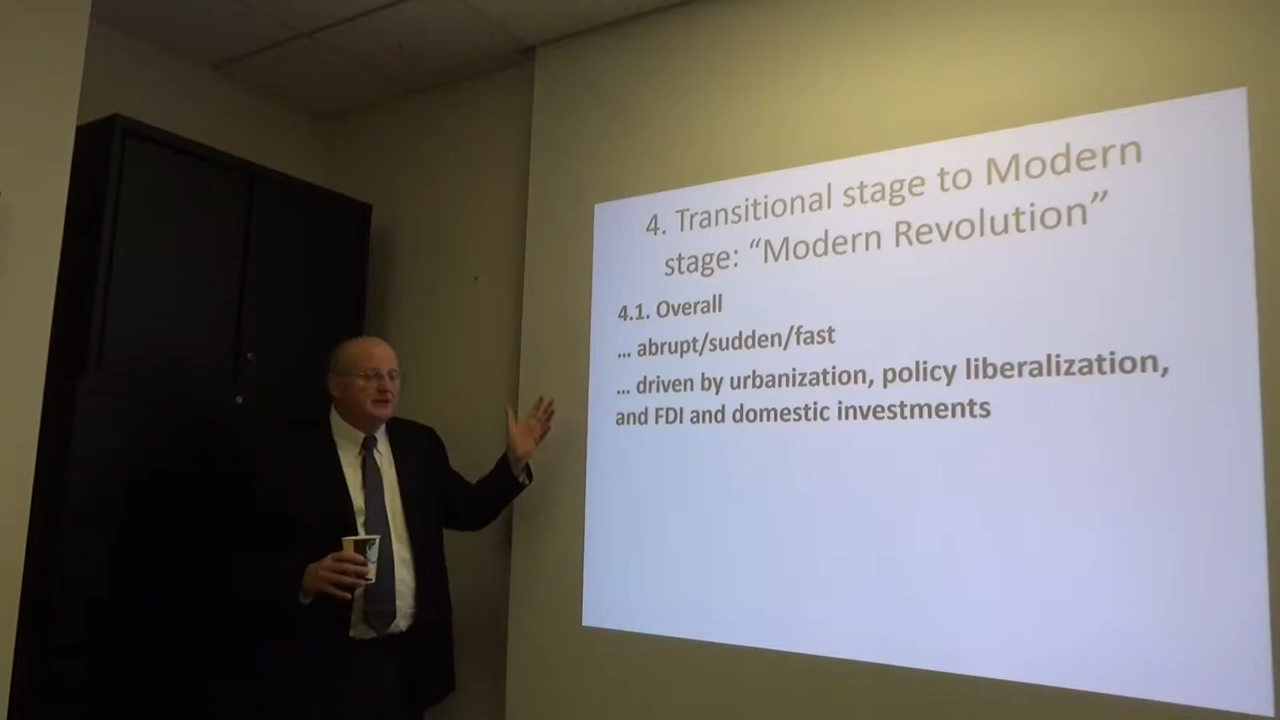 4. Transitional stage to Modern
stage: “Modern Revolution”
4.1. Overall
... abrupt/sudden/fast
... driven by urbanization, policy liberalization,
and FDI and domestic investments